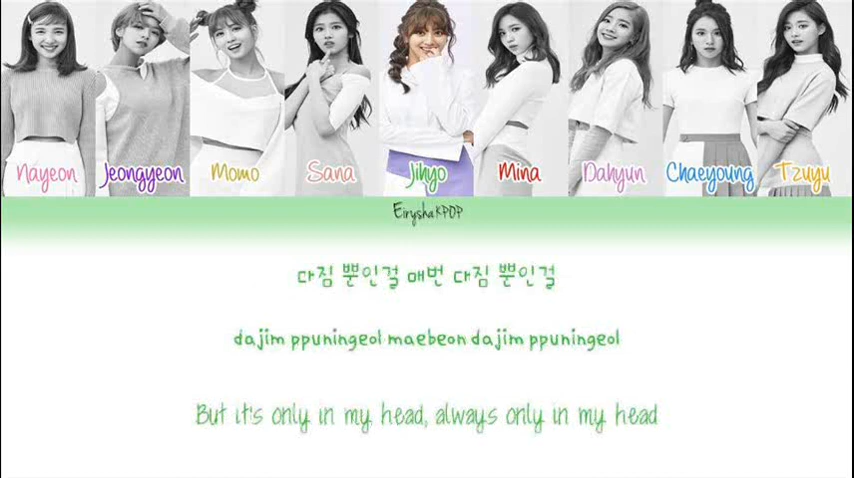 Nayeon Jeongyeon Momo Sana Jihyo Mina Dahyun Chaeyoung Tzuyu
EiryshaKPOP
다짐 뿐인걸 매번 대짐 뿐인걸
dajim ppuningeol maebeon dajim ppuningeol
But it's only in my head, always only in my head